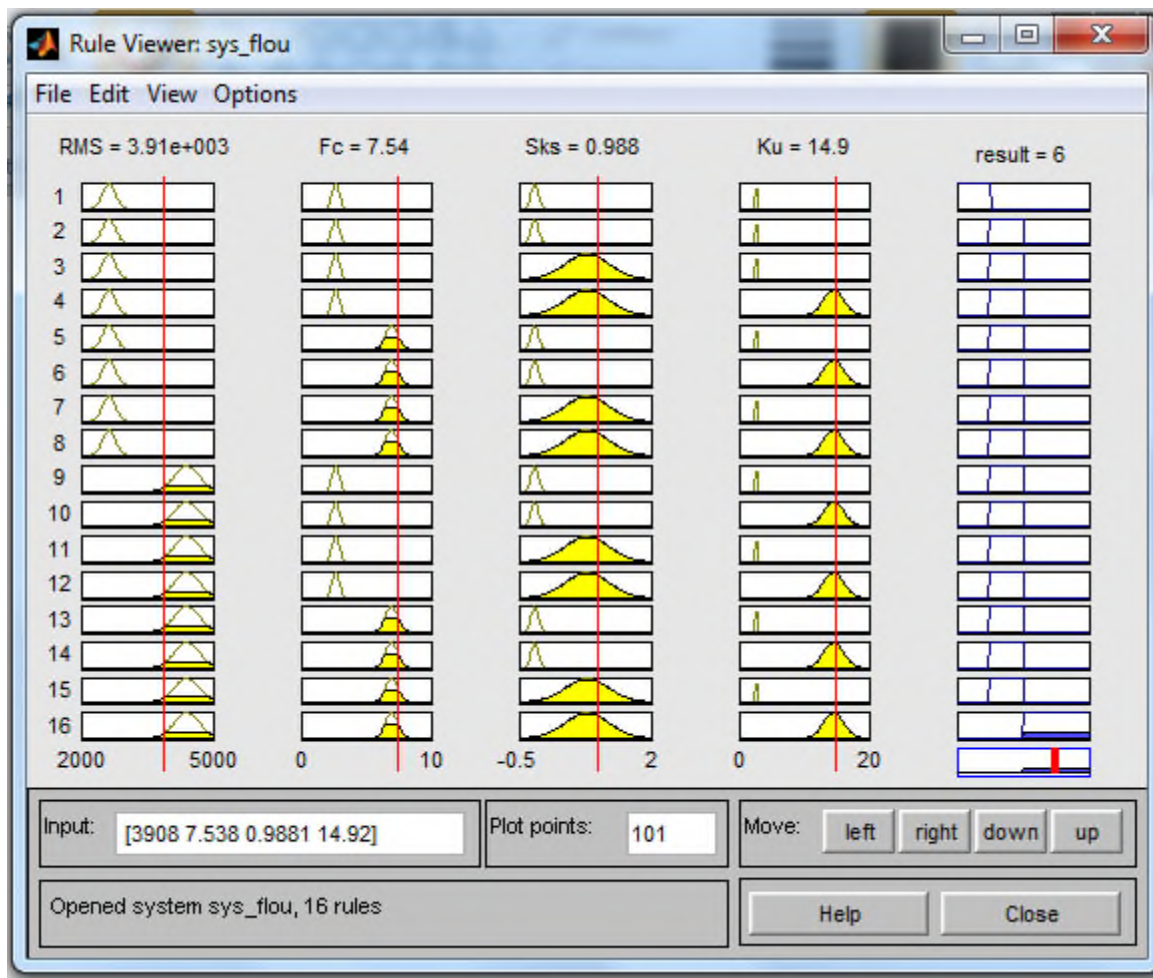 Rule Viewer: sys_flou
File Edit View Options
RMS = 3.91e+003 Fc = 7.54 Sks = 0.988 Ku = 14.9 result = 6
1
2
3
4
5
6
7
8
9
10
11
12
13
14
15
16
2000 5000 0 10 -0.5 2 0 20
Input: [3908 7.538 0.9881 14.92] Plot points: 101 Move: left right down up
Opened system sys_flou, 16 rules Help Close